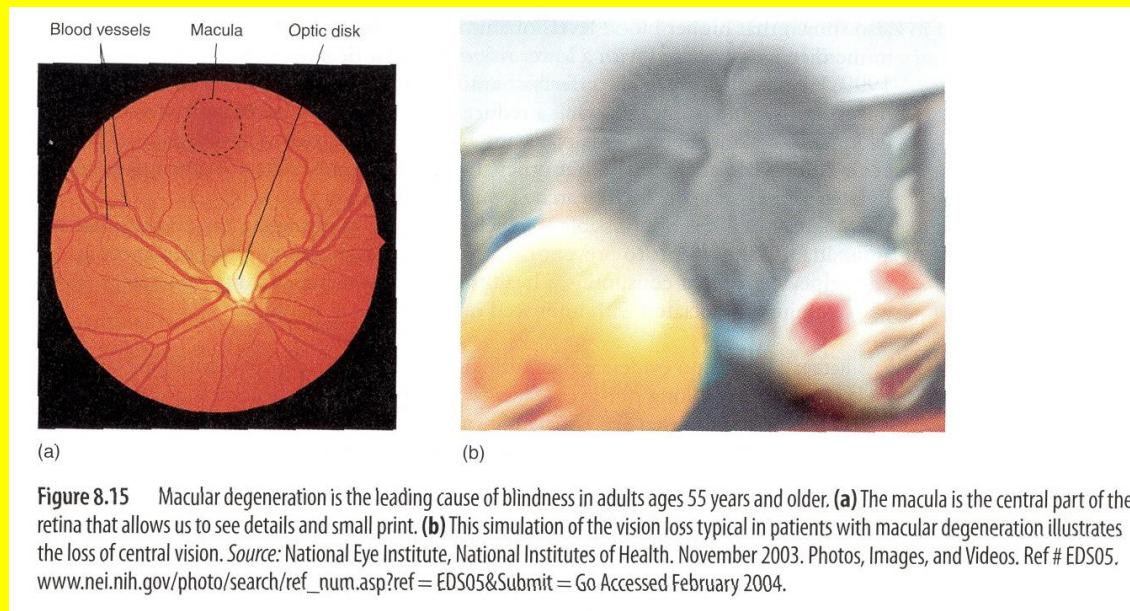 Blood vessels Macula Optic disk
(a) (b)
Figure 8.15 Macular degeneration is the leading cause of blindness in adults ages 55 years and older. (a) The macula is the central part of the
retina that allows us to see details and small print. (b) This simulation of the vision loss typical in patients with macular degeneration illustrates
the loss of central vision. Source: National Eye Institute, National Institutes of Health. November 2003. Photos, Images, and Videos. Ref # EDS05.
www.nei.nih.gov/photo/search/ref_num.asp?ref = EDS05&Submit = Go Accessed February 2004.